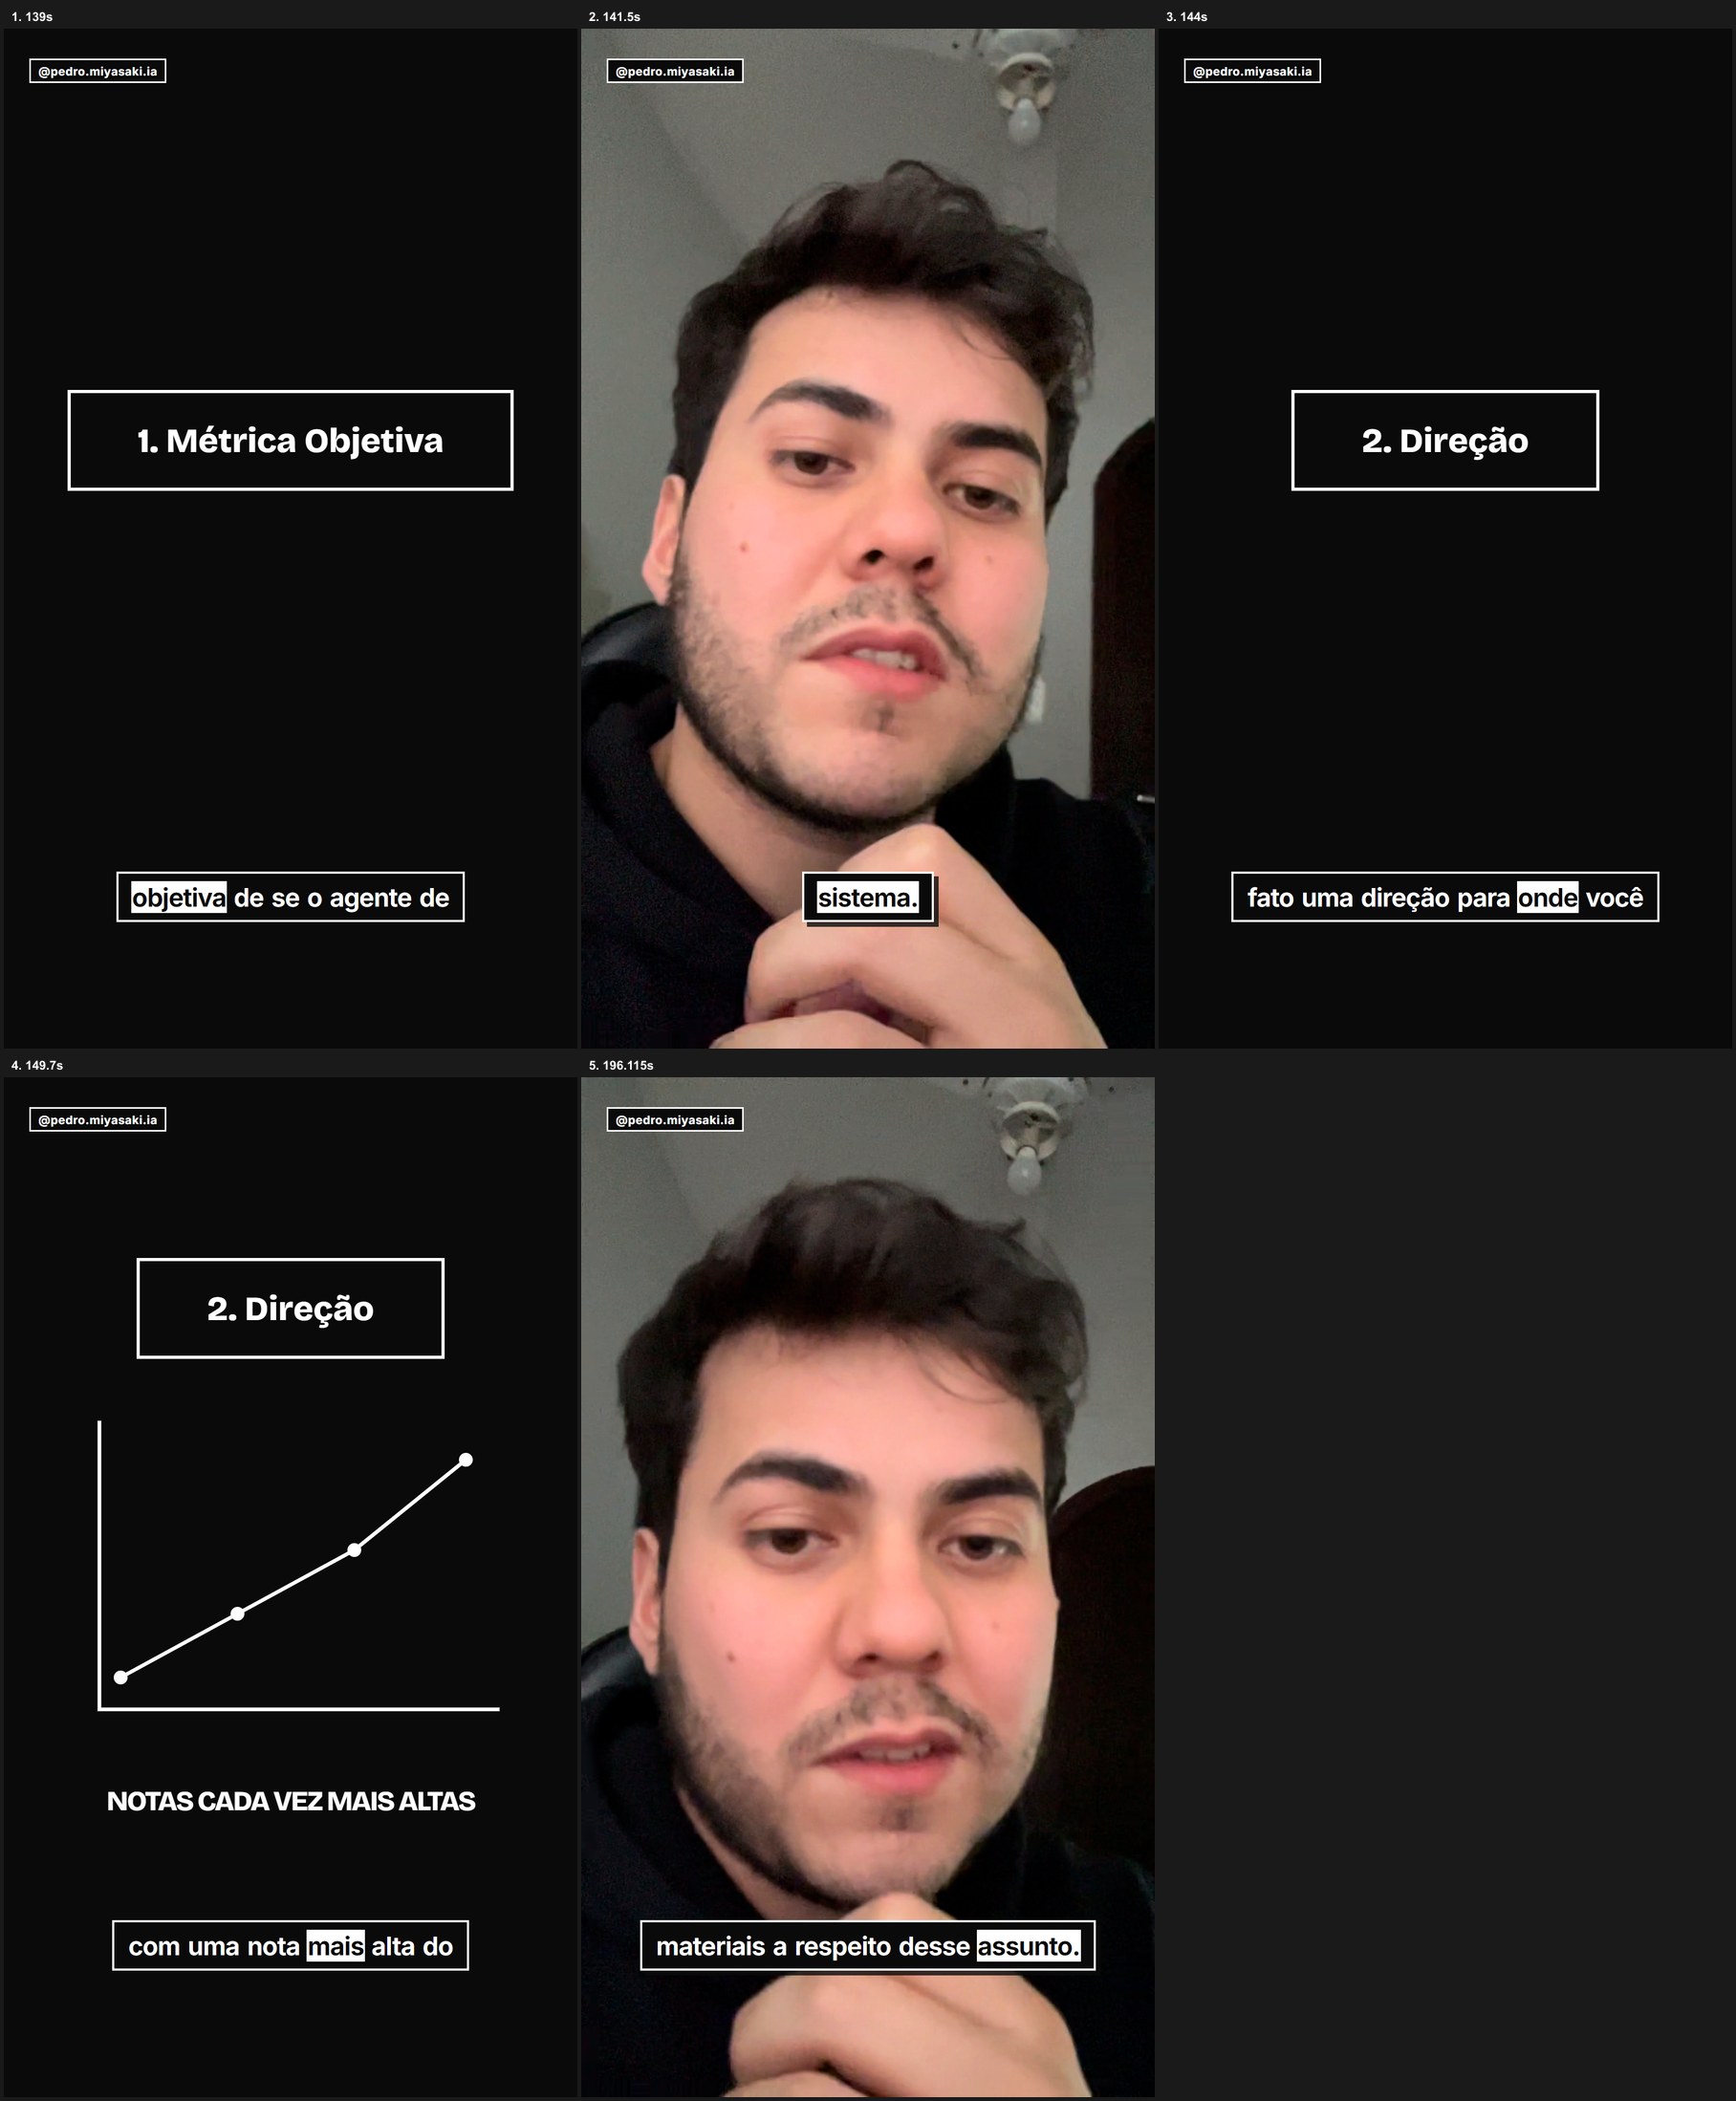 1. 139s
@pedro.miyasaki.ia
1. Métrica Objetiva
objetiva de se o agente de
2. 141.5s
@pedro.miyasaki.ia
sistema.
3. 144s
@pedro.miyasaki.ia
2. Direção
fato uma direção para onde você
4. 149.7s
@pedro.miyasaki.ia
2. Direção
NOTAS CADA VEZ MAIS ALTAS
com uma nota mais alta do
5. 196.115s
@pedro.miyasaki.ia
materiais a respeito desse assunto.